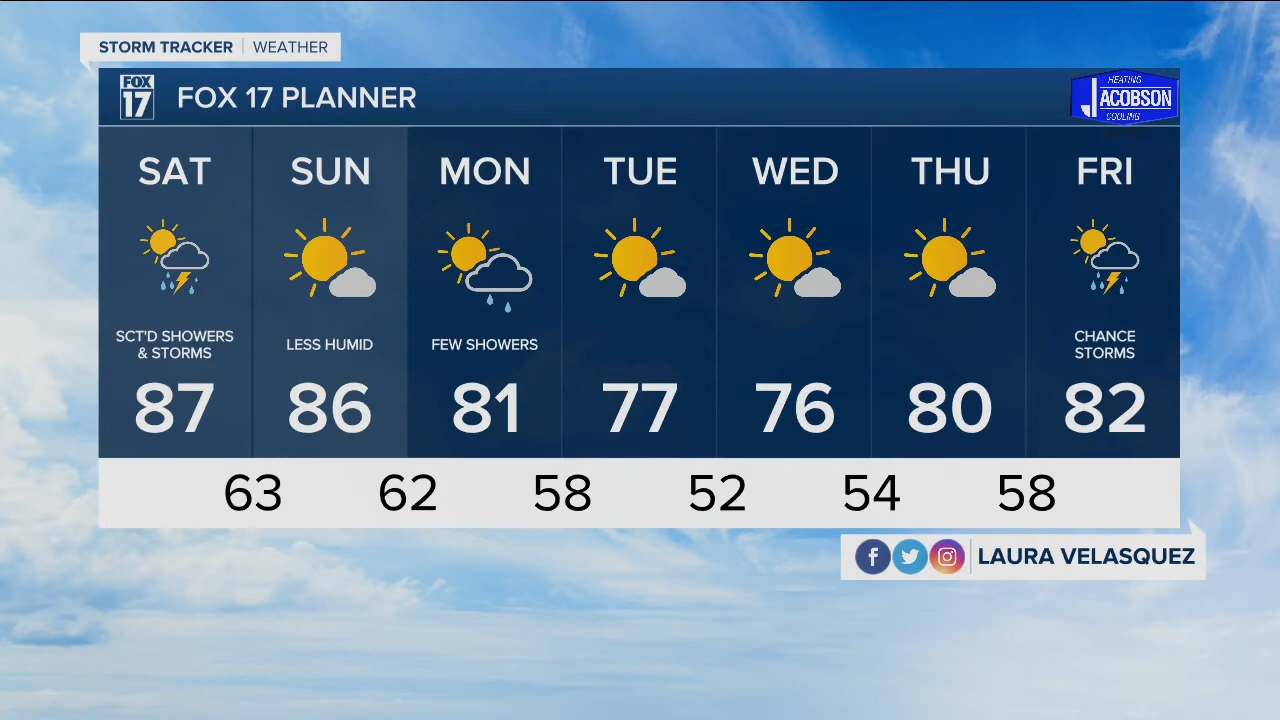 STORM TRACKER | WEATHER
FOX
17
FOX 17 PLANNER
HEATING
JACOBSON
COOLING
SAT SUN MON TUE WED THU FRI
SCT'D SHOWERS
& STORMS
LESS HUMID
FEW SHOWERS
CHANCE
STORMS
87 86 81 77 76 80 82
63 62 58 52 54 58
LAURA VELASQUEZ